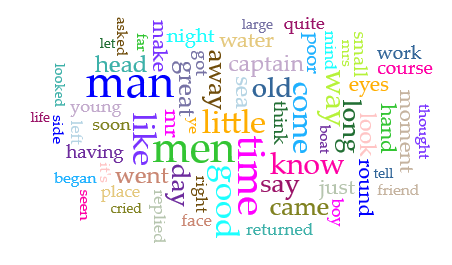 large
quite
asked
far
make
night
let
got
water
poor
mind
mrs
small
work
head
great
away
captain
course
looked
man
sea
old
come
way
eyes
young
life
side
left
soon
like
mr
ye
little
think
boat
long
look
hand
moment
thought
having
men
time
know
tell
began
it's
went
day
good
say
just
round
friend
seen
place
cried
replied
right
face
came
boy
returned